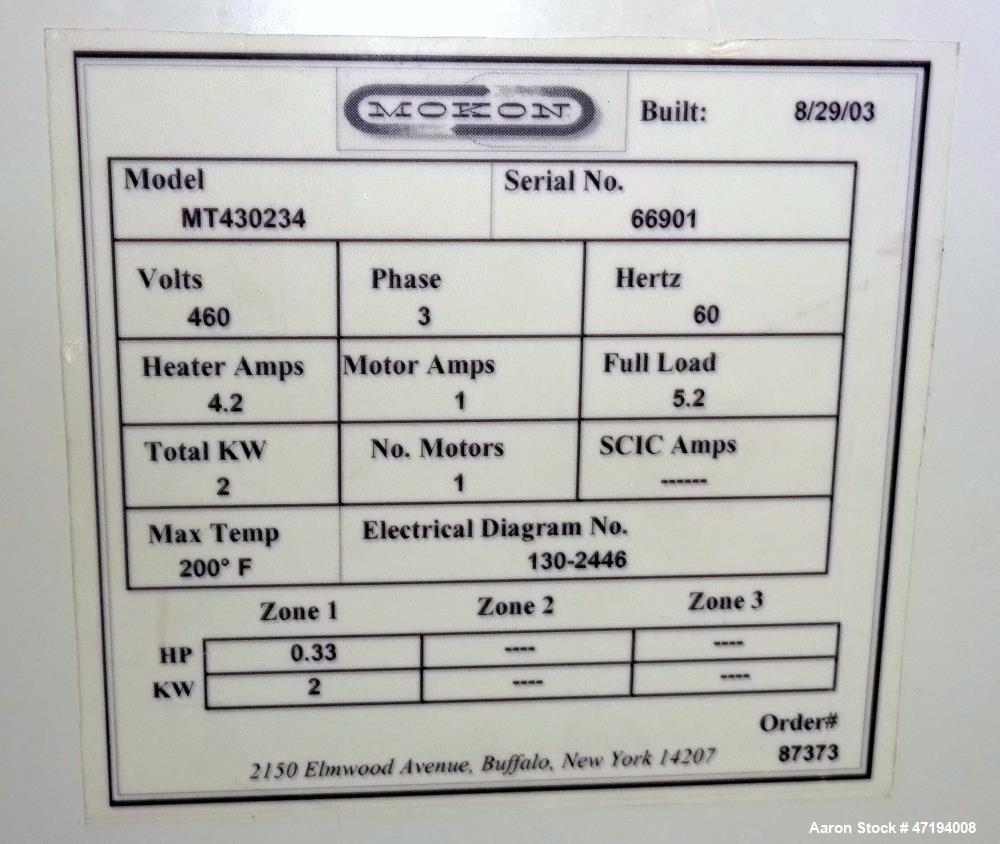 MOKON Built: 8/29/03
Model Serial No.
MT430234 66901
Volts Phase Hertz
460 3 60
Heater Amps Motor Amps Full Load
4.2 1 5.2
Total KW No. Motors SCIC Amps
2 1 ------
Max Temp Electrical Diagram No.
200° F 130-2446
Zone 1 Zone 2 Zone 3
HP 0.33 ---- ----
KW 2 ---- ----
Order#
2150 Elmwood Avenue, Buffalo, New York 14207 87373
Aaron Stock # 47194008